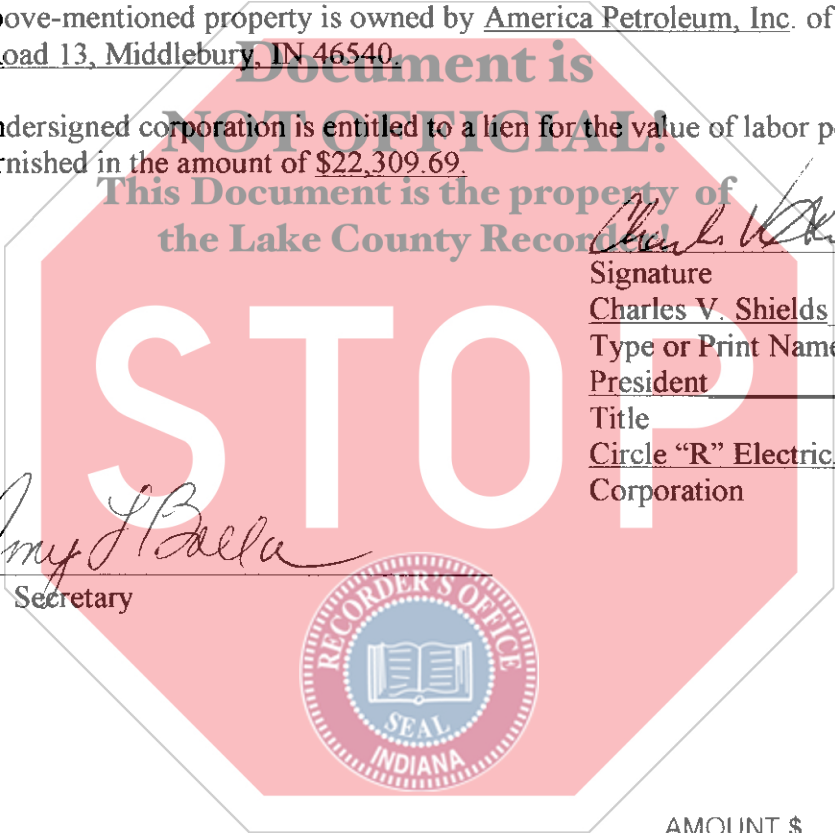 ove-mentioned property is owned by America Petroleum, Inc. of
oad 13, Middlebury, IN 46540.
Document is
NOT OFFICIAL!
ndersigned corporation is entitled to a lien for the value of labor p
rnished in the amount of $22,309.69.
This Document is the property of
the Lake County Recorder!
Signature
Charles V. Shields
Type or Print Name
President
Title
Circle "R" Electric
Corporation
STOP
Amy L Balla
Secretary
RECORDER'S OFFICE
SEAL
INDIANA
AMOUNT $